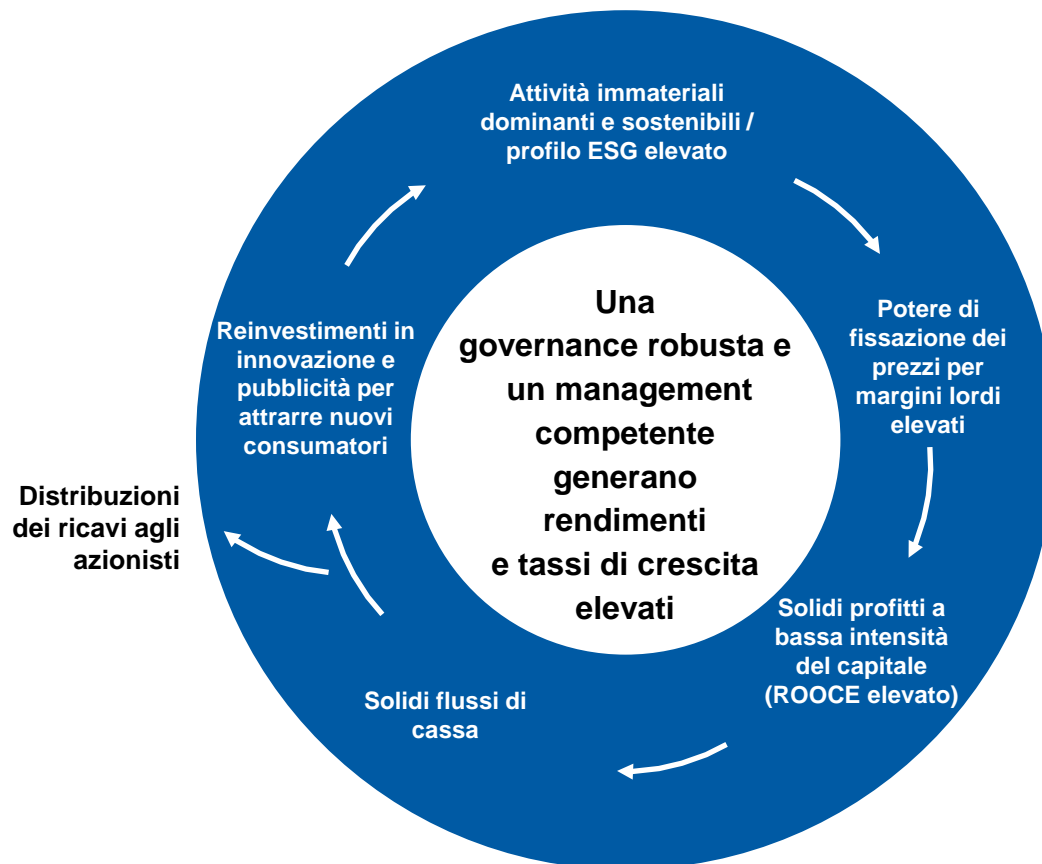 Attività immateriali
dominanti e sostenibili /
profilo ESG elevato
Potere di
fissazione dei
prezzi per
margini lordi
elevati
Solidi profitti a
bassa intensità
del capitale
(ROOCE elevato)
Solidi flussi di
cassa
Distribuzioni
dei ricavi agli
azionisti
Reinvestimenti in
innovazione e
pubblicità per
attrarre nuovi
consumatori
Una
governance robusta e
un management
competente
generano
rendimenti
e tassi di crescita
elevati